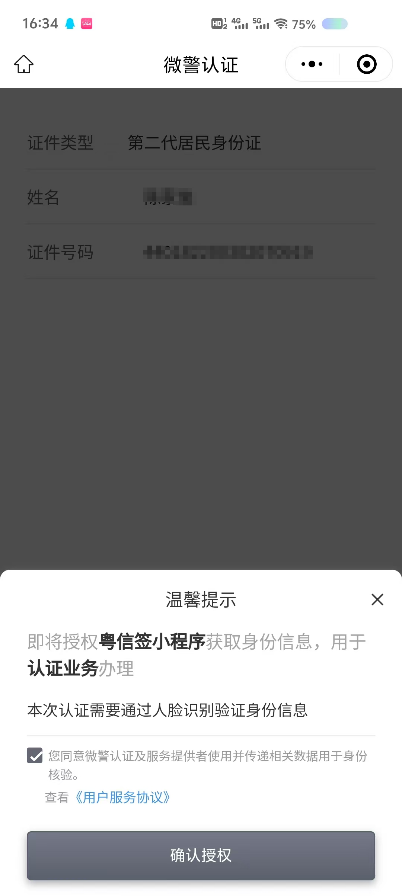 16:34 HD 1 2 4G 5G 75%
微警认证
证件类型 第二代居民身份证
姓名
证件号码
温馨提示
即将授权粤信签小程序获取身份信息，用于
认证业务办理
本次认证需要通过人脸识别验证身份信息
您同意微警认证及服务提供者使用并传递相关数据用于身份
核验。
查看《用户服务协议》
确认授权